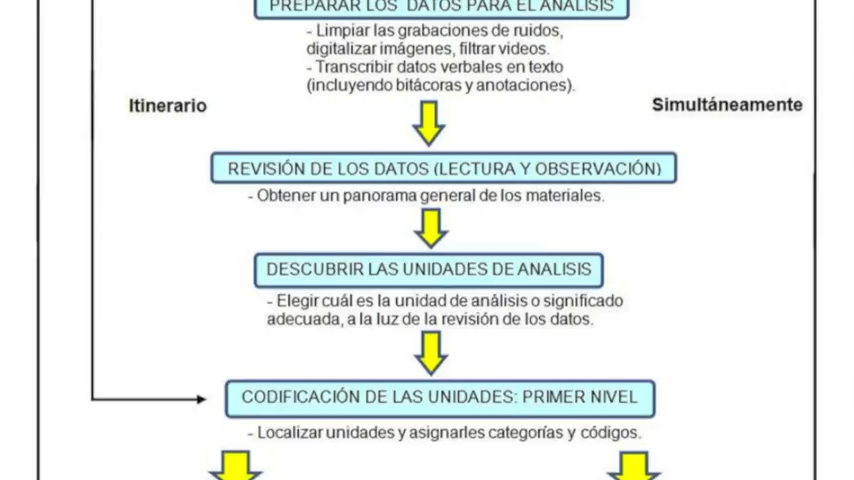 PREPARAR LOS DATOS PARA EL ANÁLISIS
- Limpiar las grabaciones de ruidos,
digitalizar imágenes, filtrar videos.
- Transcribir datos verbales en texto
(incluyendo bitácoras y anotaciones).
Itinerario
Simultáneamente
REVISIÓN DE LOS DATOS (LECTURA Y OBSERVACIÓN)
- Obtener un panorama general de los materiales.
DESCUBRIR LAS UNIDADES DE ANALISIS
- Elegir cuál es la unidad de análisis o significado
adecuada, a la luz de la revisión de los datos.
CODIFICACIÓN DE LAS UNIDADES: PRIMER NIVEL
- Localizar unidades y asignarles categorías y códigos.